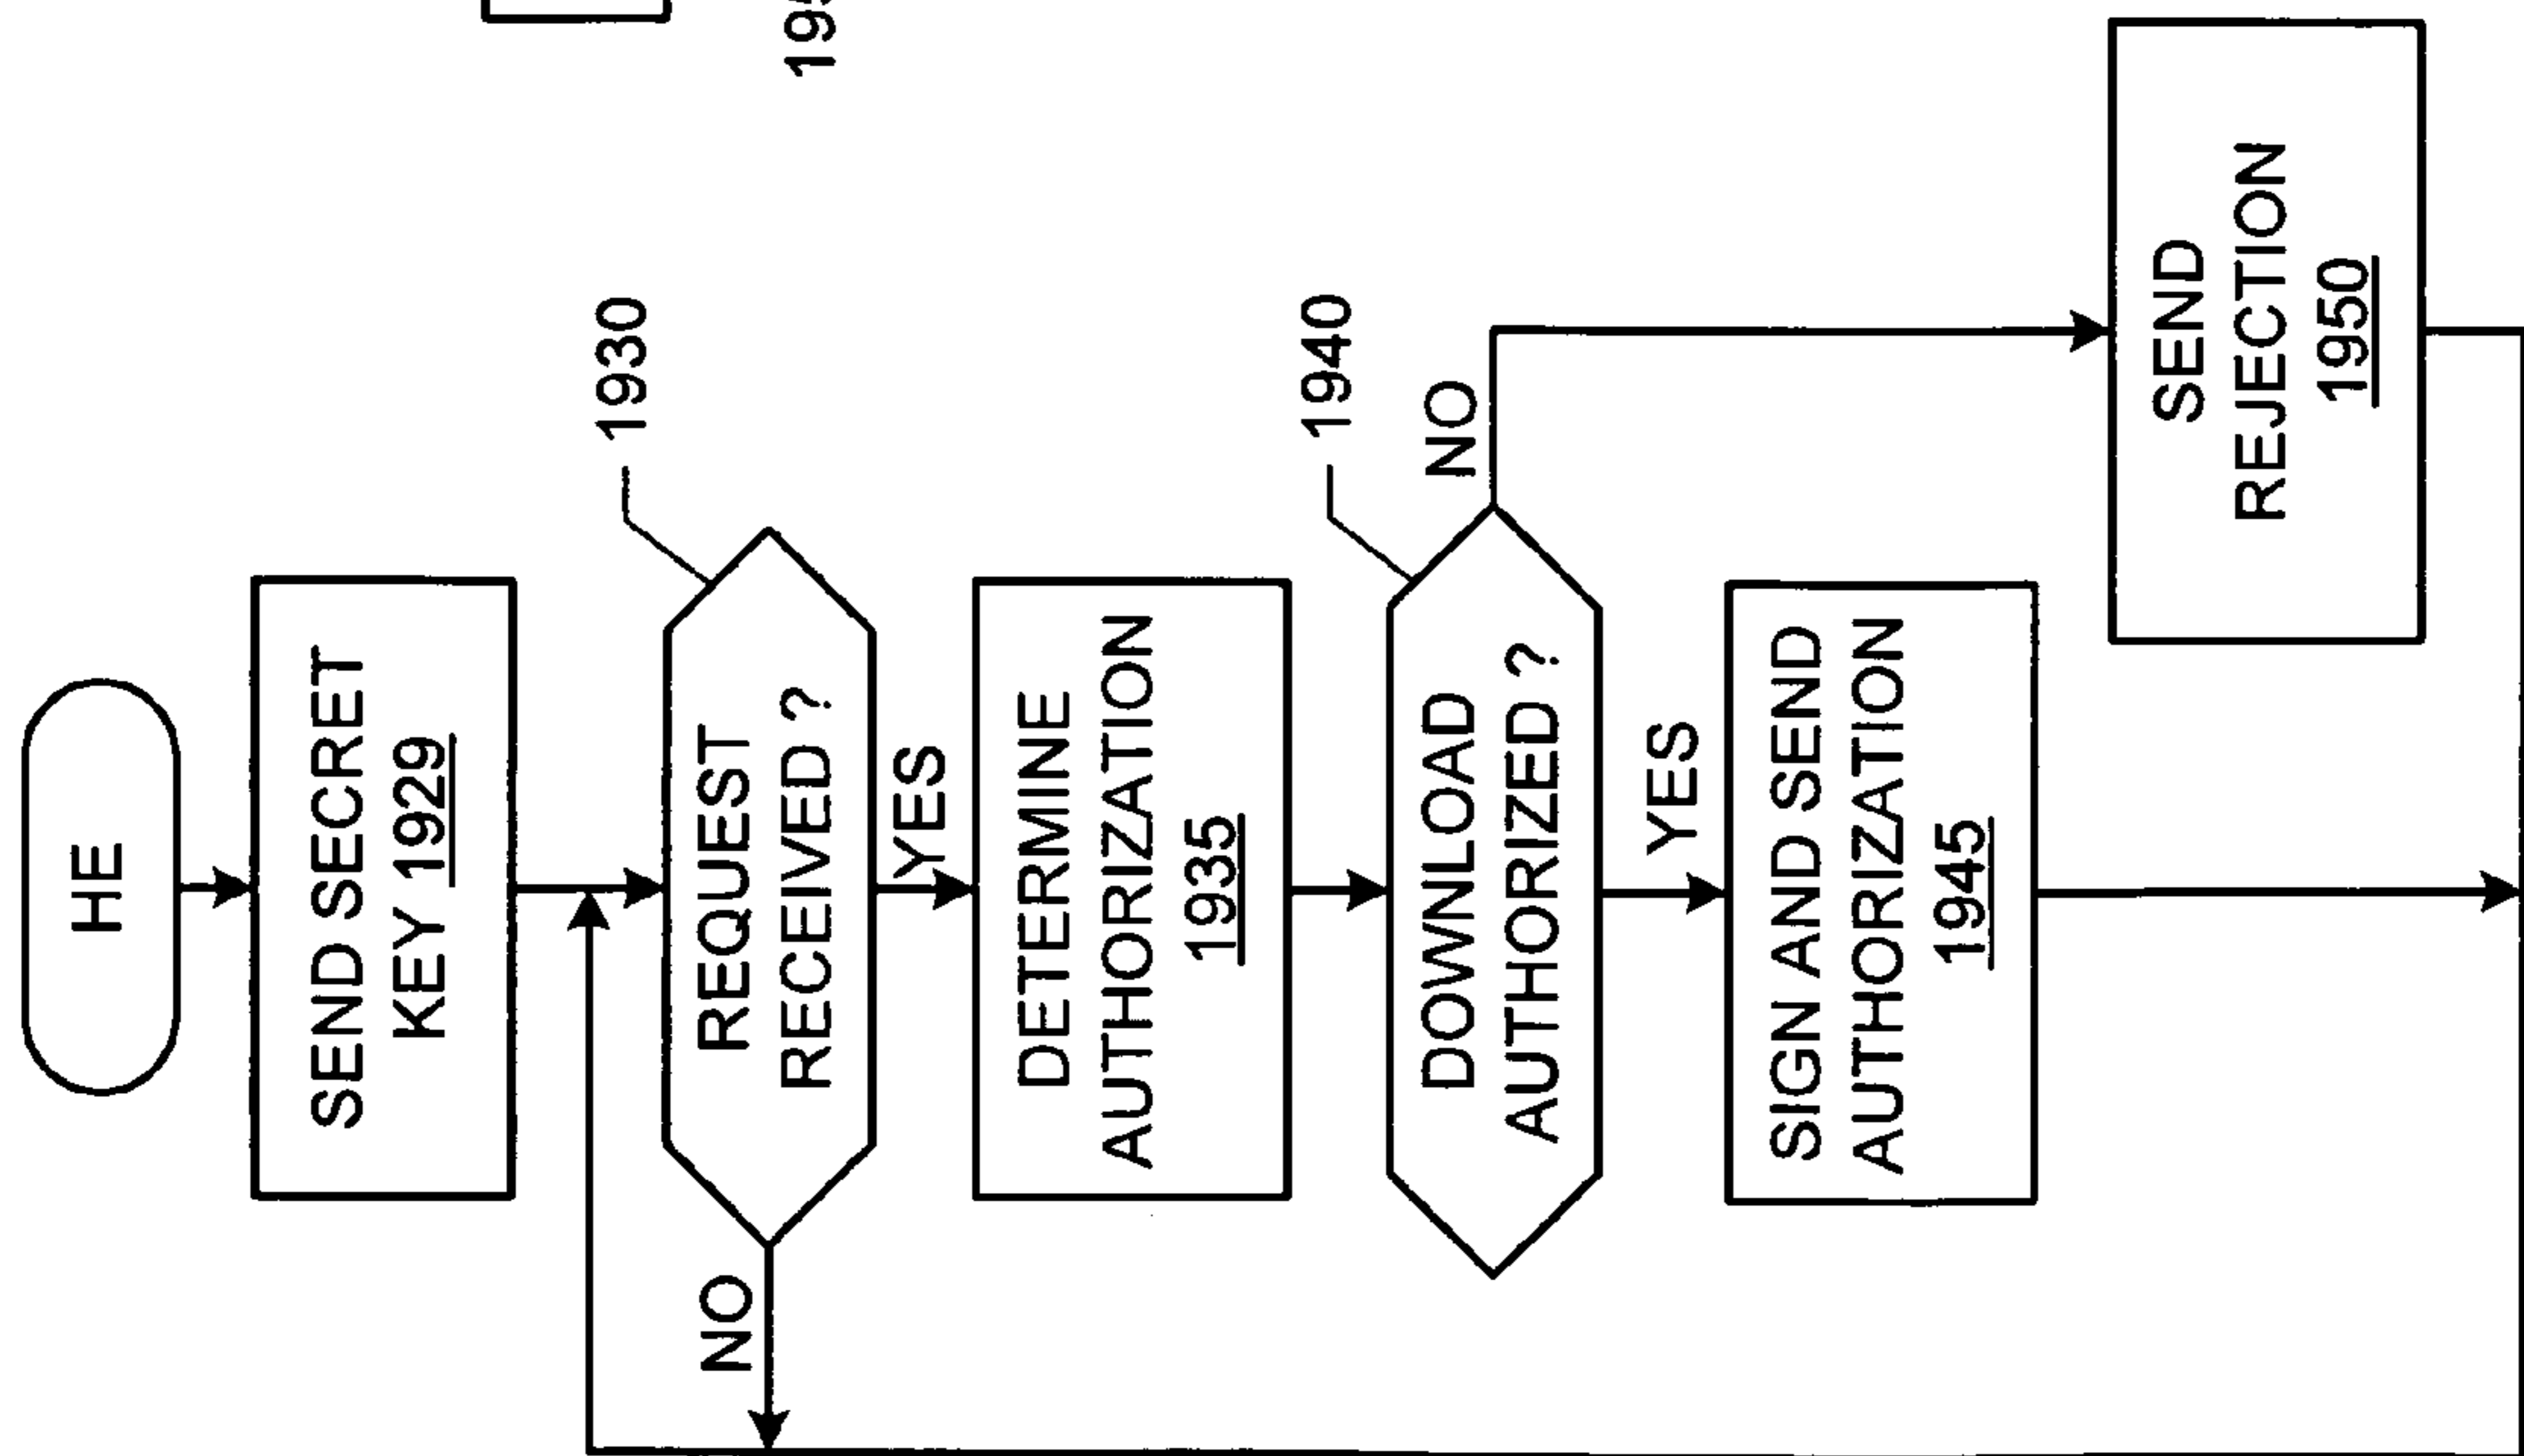 HE
SEND SECRET
KEY 1929
1930
REQUEST
RECEIVED ?
NO
YES
DETERMINE
AUTHORIZATION
1935
1940
DOWNLOAD
AUTHORIZED ?
NO
YES
SIGN AND SEND
AUTHORIZATION
1945
SEND
REJECTION
1950